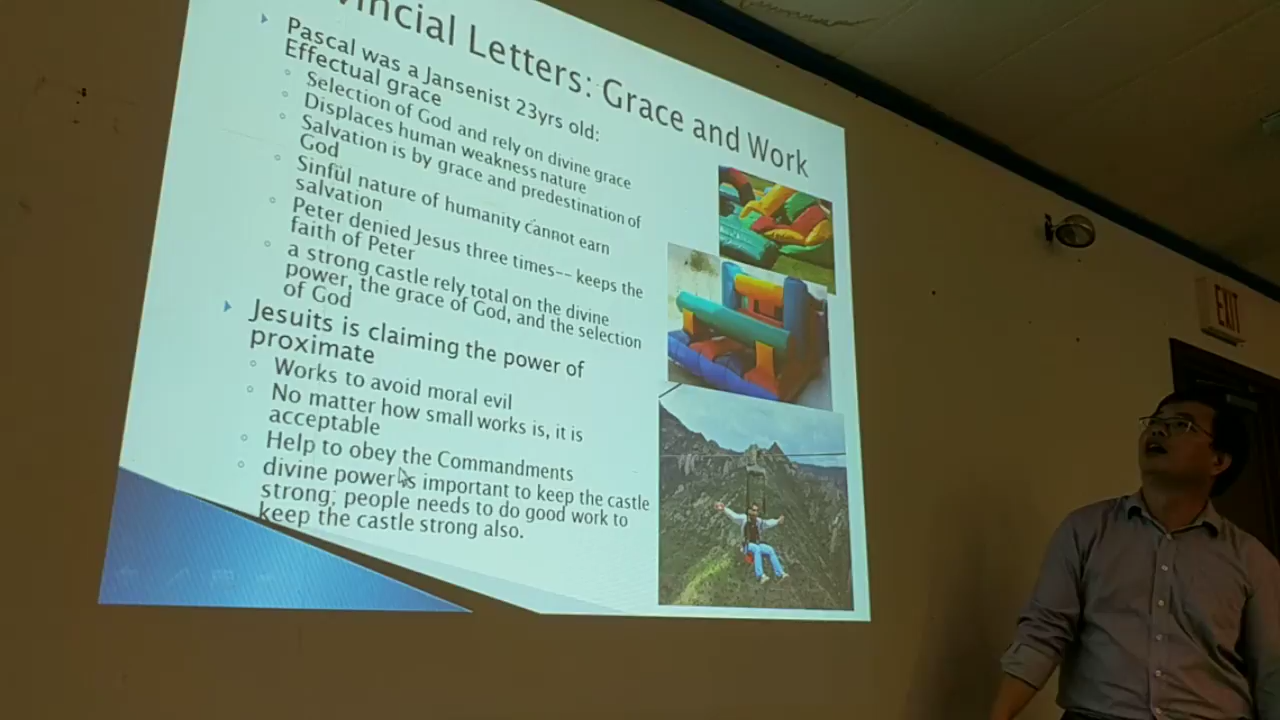 vincial Letters: Grace and Work
Pascal was a Jansenist 23yrs old:
Effectual grace
Selection of God and rely on divine grace
Displaces human weakness nature
Salvation is by grace and predestination of
God
Sinful nature of humanity cannot earn
salvation
Peter denied Jesus three times-- keeps the
faith of Peter
a strong castle rely total on the divine
power, the grace of God, and the selection
of God
Jesuits is claiming the power of
proximate
Works to avoid moral evil
No matter how small works is, it is
acceptable
Help to obey the Commandments
divine power is important to keep the castle
strong; people needs to do good work to
keep the castle strong also.
EXIT